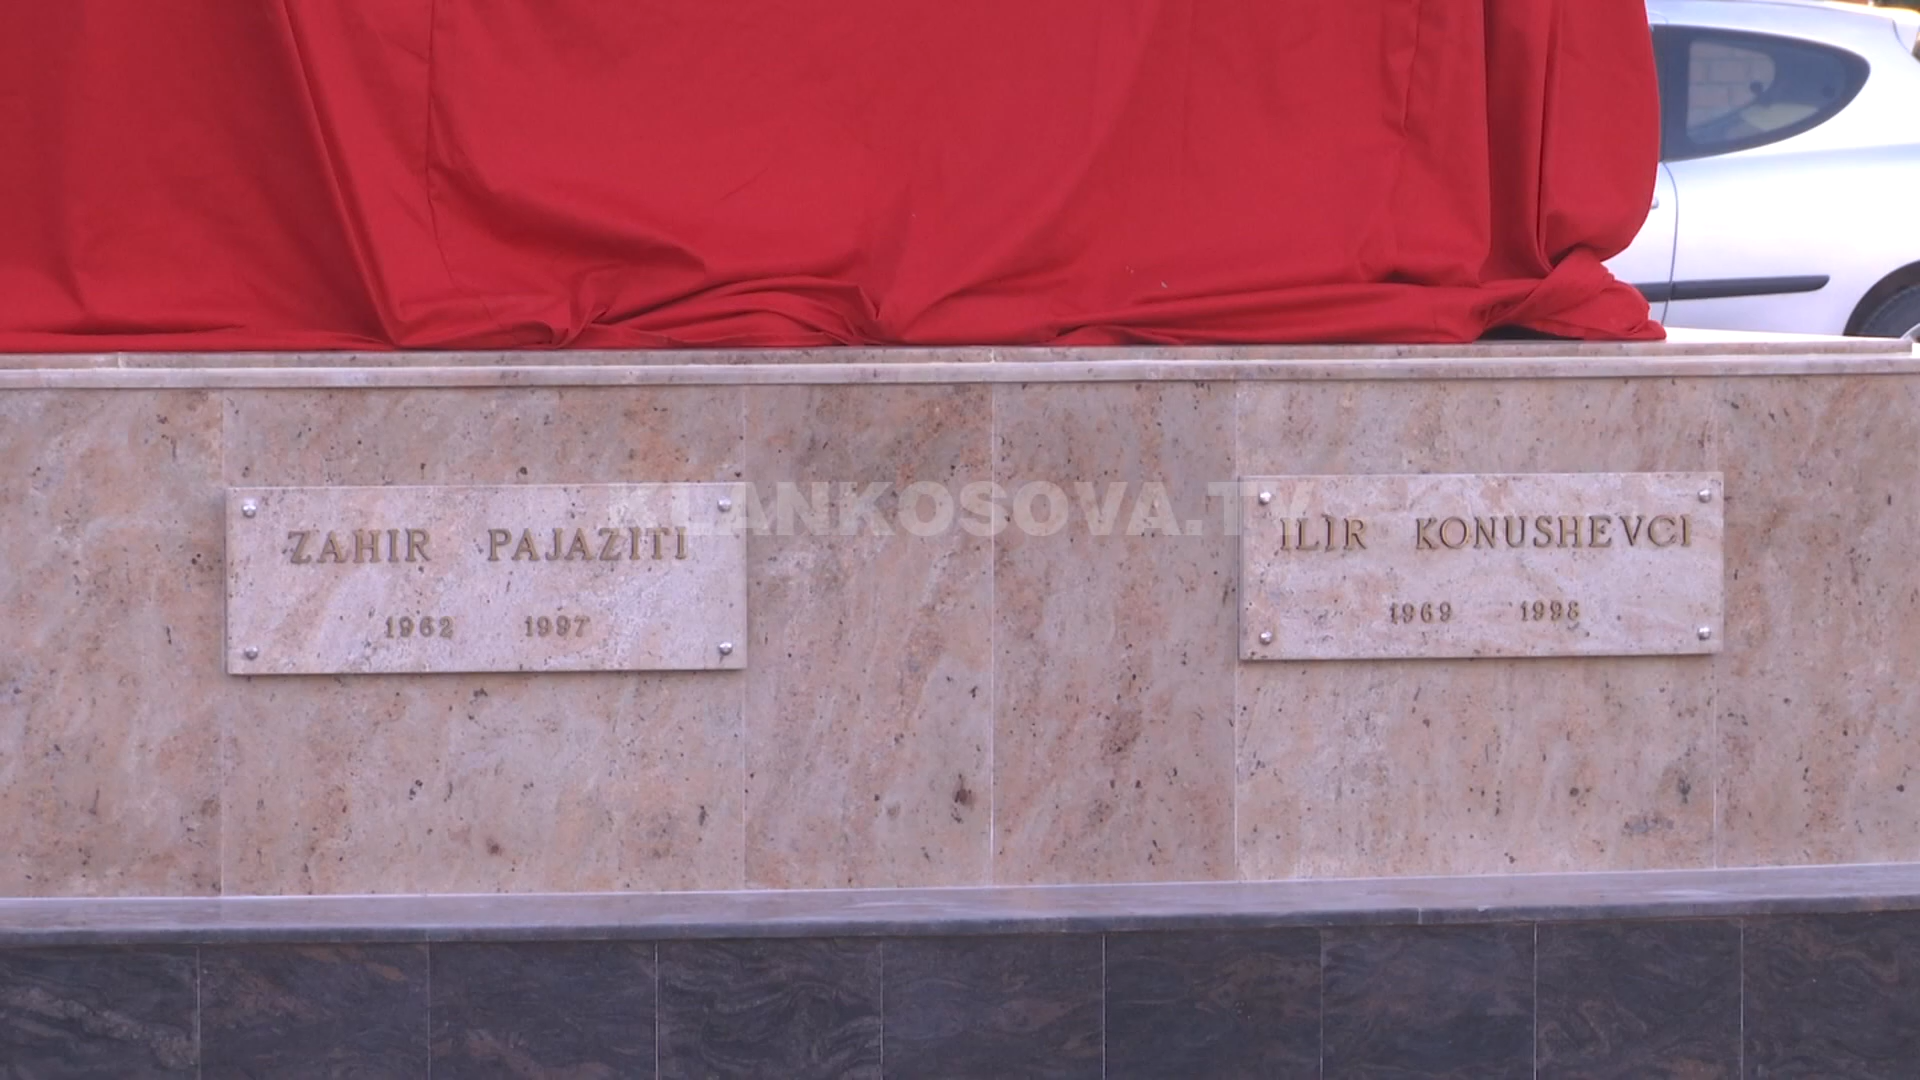 KLANKOSOVA.TV
ZAHIR PAJAZITI
1962 1997
ILIR KONUSHEVCI
1969 1998